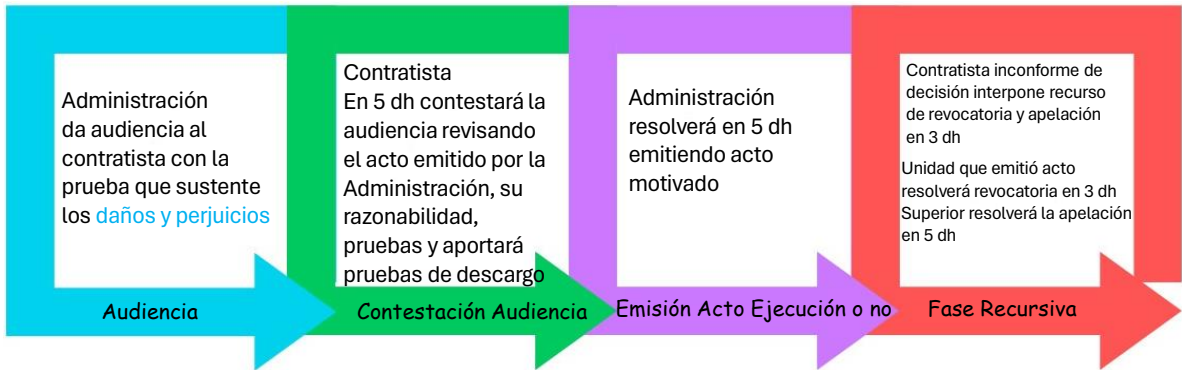 Administración
da audiencia al
contratista con la
prueba que sustente
los daños y perjuicios
Audiencia
Contratista
En 5 dh contestará la
audiencia revisando
el acto emitido por la
Administración, su
razonabilidad,
pruebas y aportará
pruebas de descargo
Contestación Audiencia
Administración
resolverá en 5 dh
emitiendo acto
motivado
Emisión Acto Ejecución o no
Contratista inconforme de
decisión interpone recurso
de revocatoria y apelación
en 3 dh
Unidad que emitió acto
resolverá revocatoria en 3 dh
Superior resolverá la apelación
en 5 dh
Fase Recursiva